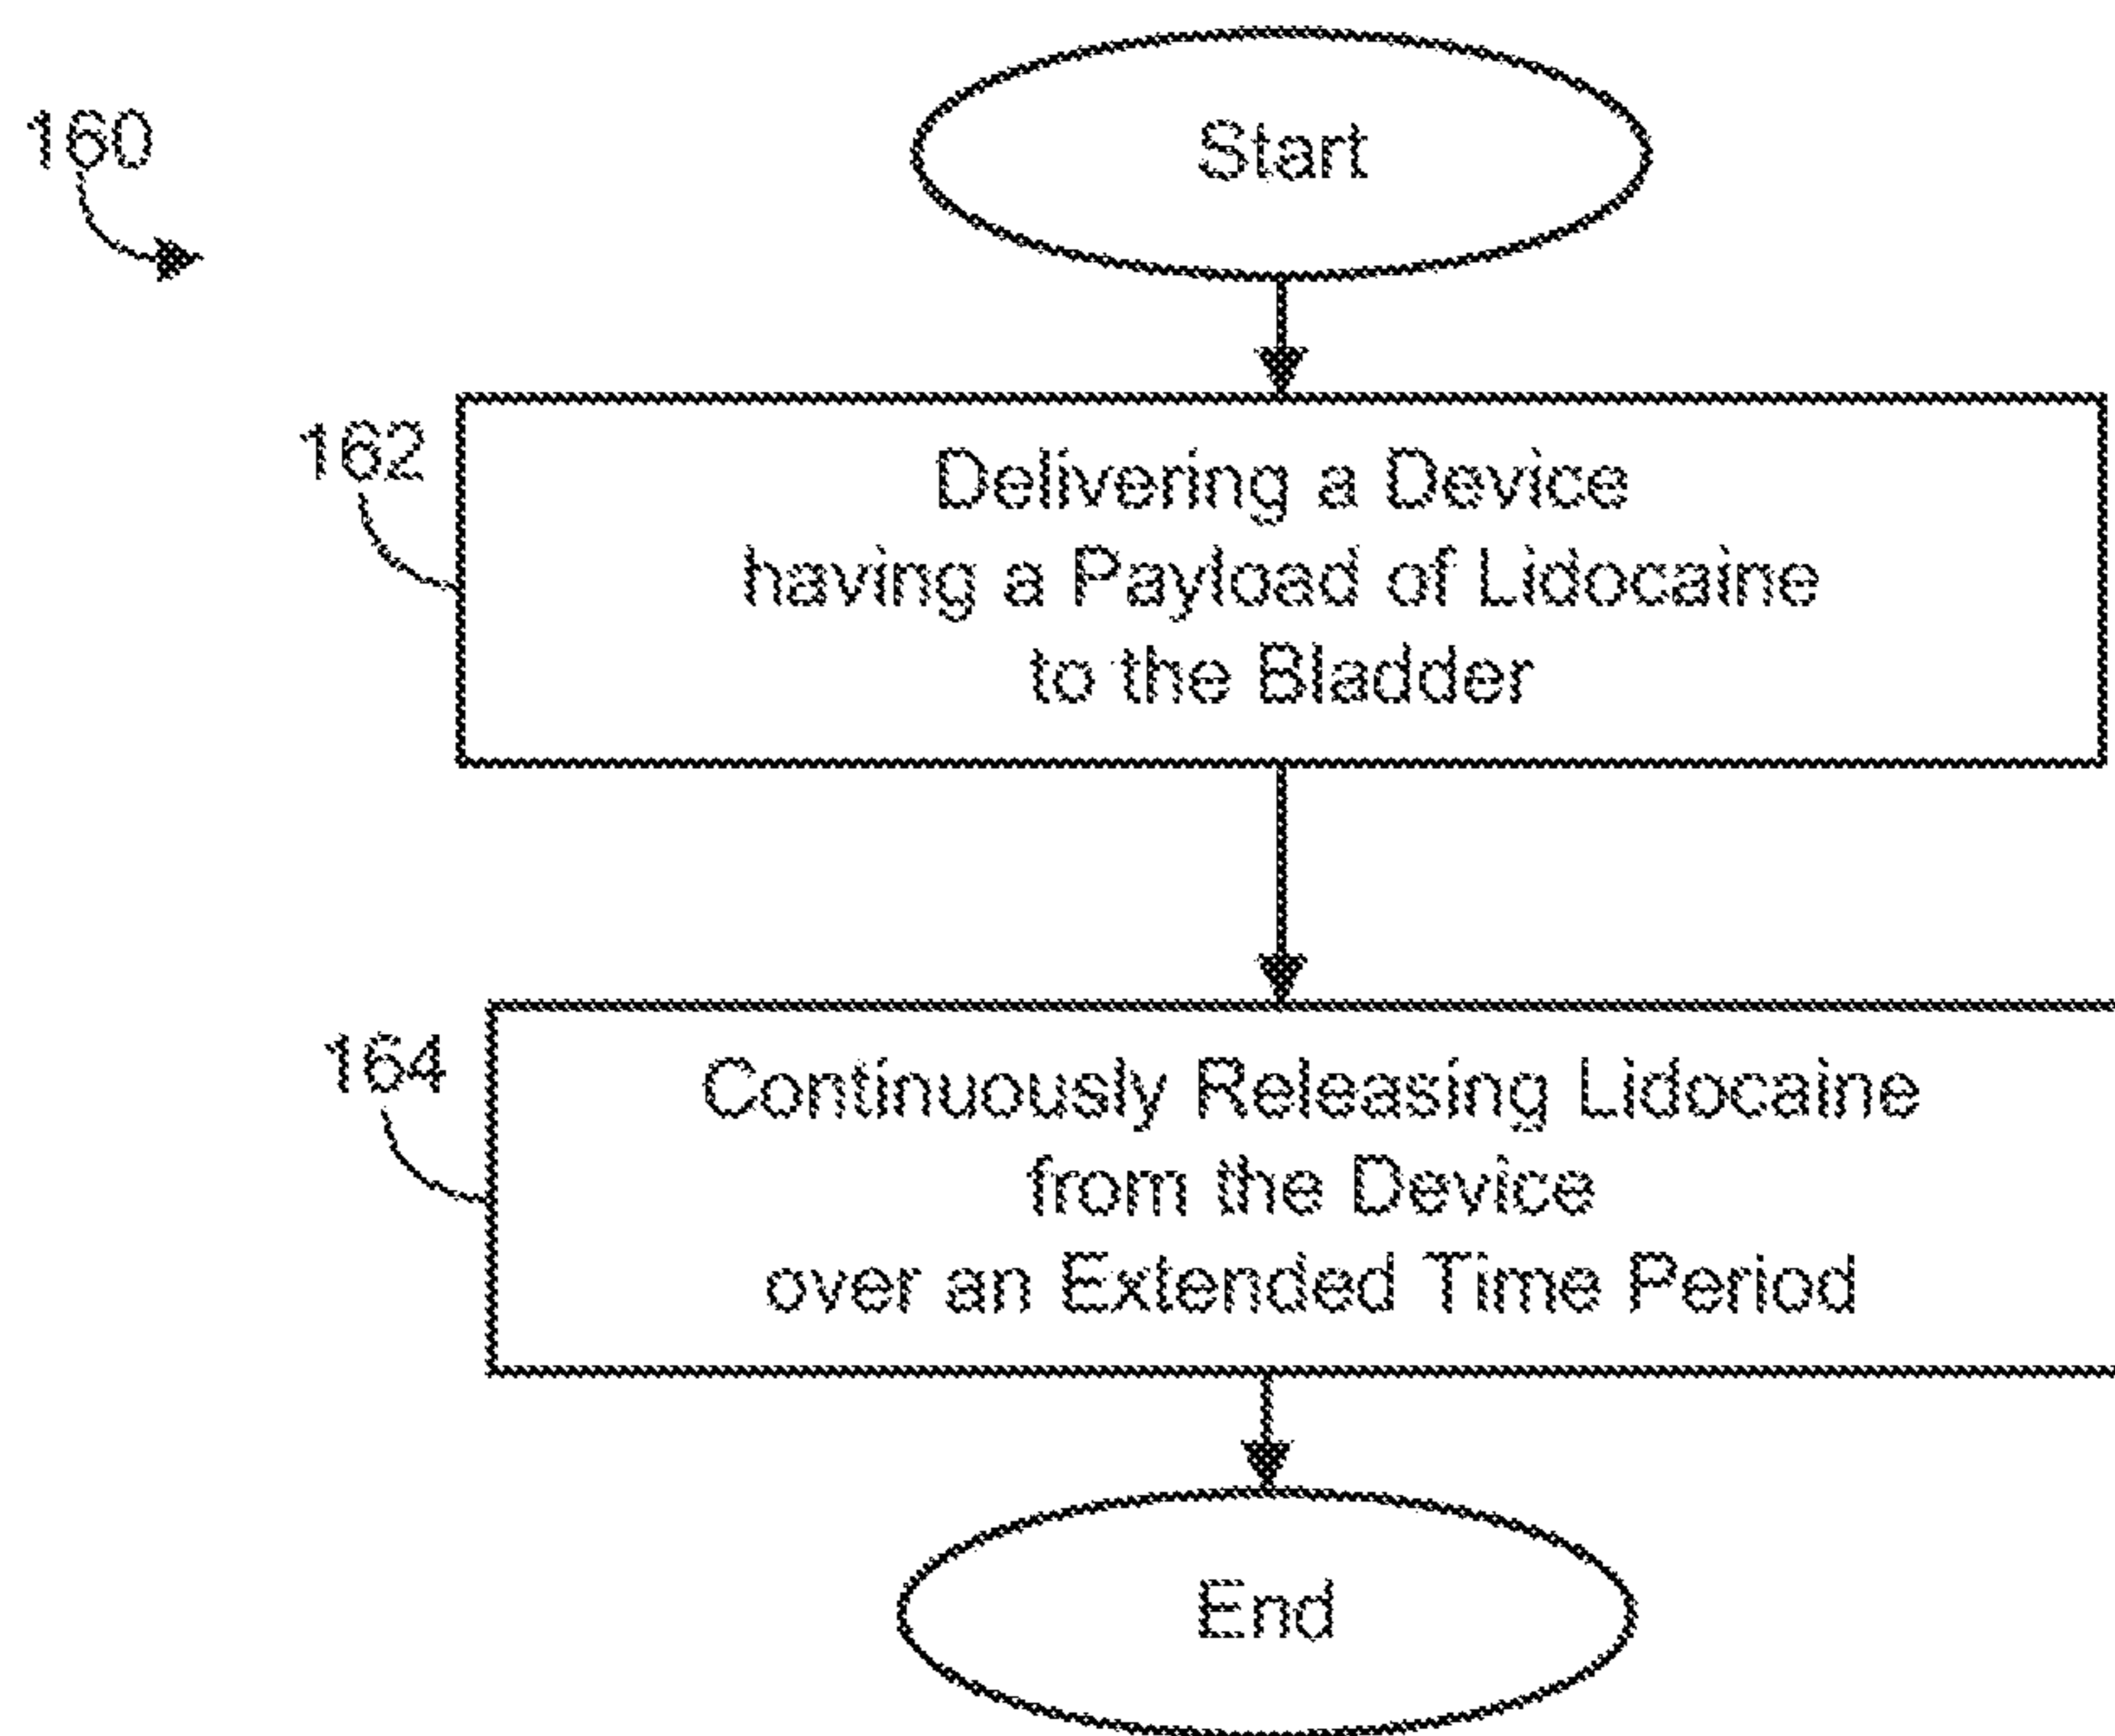 160
Start
162
Delivering a Device
having a Payload of Lidocaine
to the Bladder
164
Continuously Releasing Lidocaine
from the Device
over an Extended Time Period
End